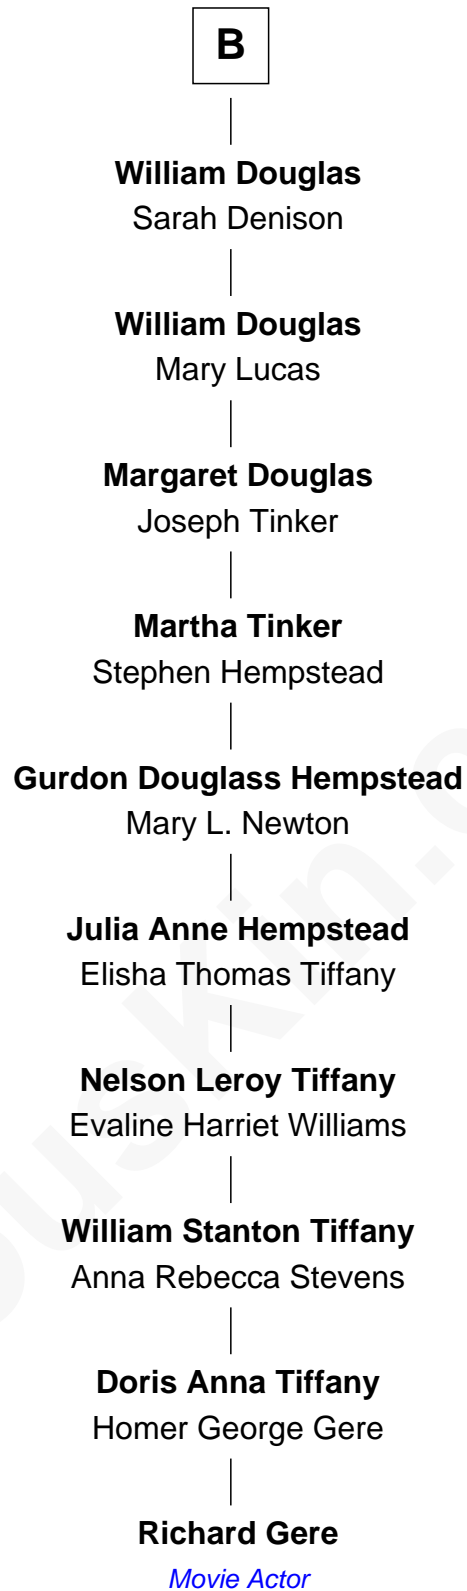 B
William Douglas
Sarah Denison
William Douglas
Mary Lucas
Margaret Douglas
Joseph Tinker
Martha Tinker
Stephen Hempstead
Gurdon Douglass Hempstead
Mary L. Newton
Julia Anne Hempstead
Elisha Thomas Tiffany
Nelson Leroy Tiffany
Evaline Harriet Williams
William Stanton Tiffany
Anna Rebecca Stevens
Doris Anna Tiffany
Homer George Gere
Richard Gere
Movie Actor